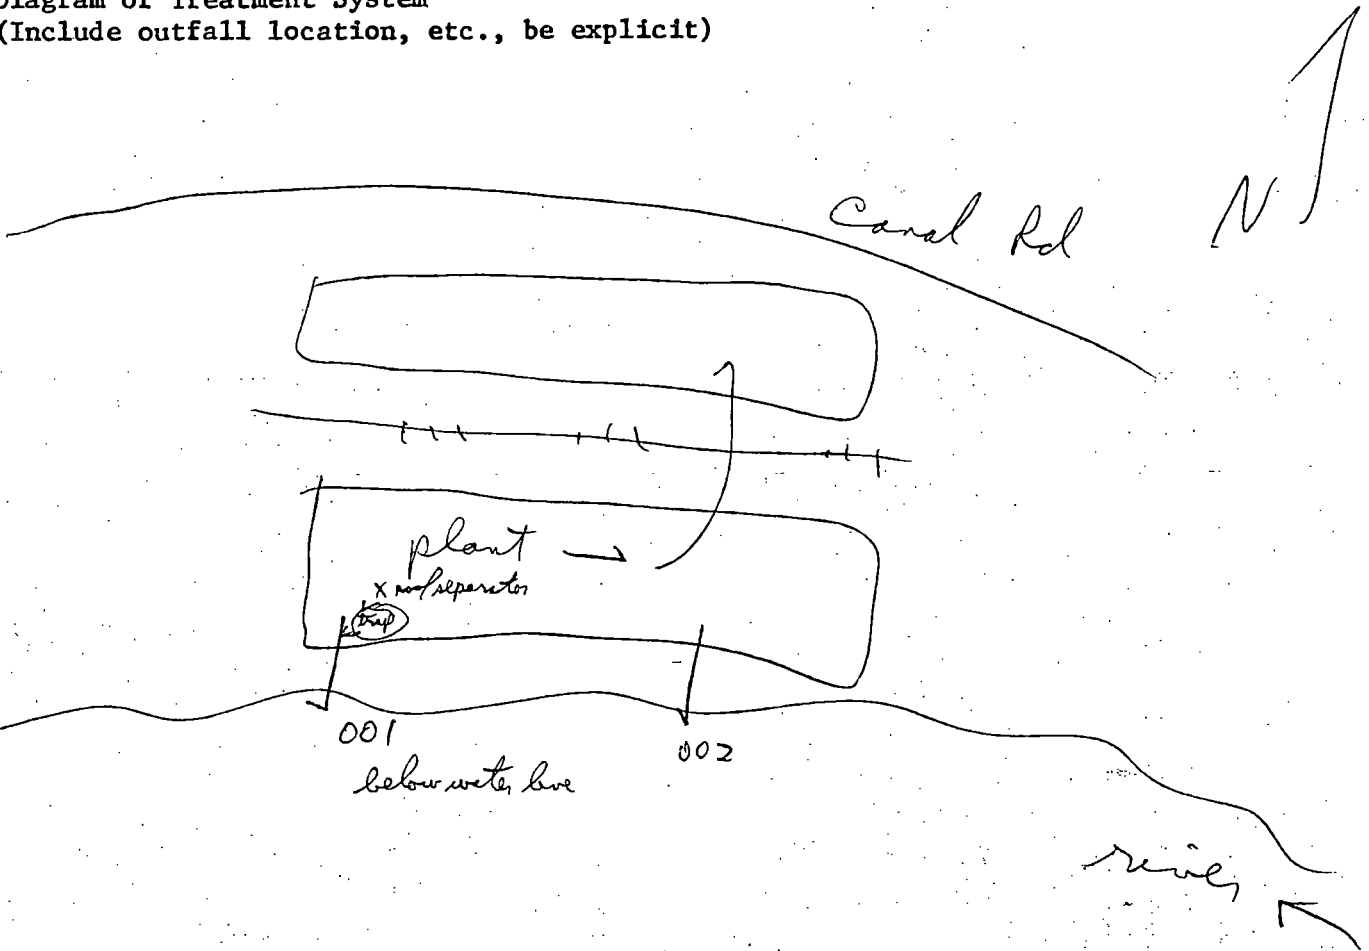 Diagram of Treatment System
(Include outfall location, etc., be explicit)
Canal Rd
N
plant
x separator
trap
001
002
below water
river